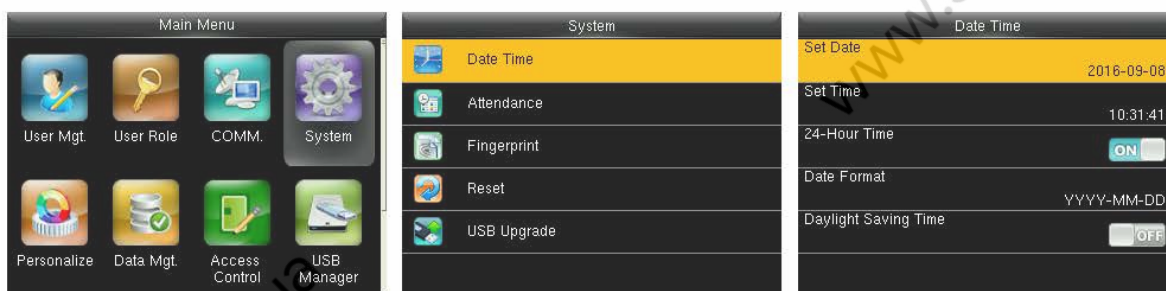 Main Menu
User Mgt.
User Role
COMM.
System
Personalize
Data Mgt.
Access
Control
USB
Manager
System
Date Time
Attendance
Fingerprint
Reset
USB Upgrade
Date Time
Set Date
2016-09-08
Set Time
10:31:41
24-Hour Time
ON
Date Format
YYYY-MM-DD
Daylight Saving Time
OFF
www.